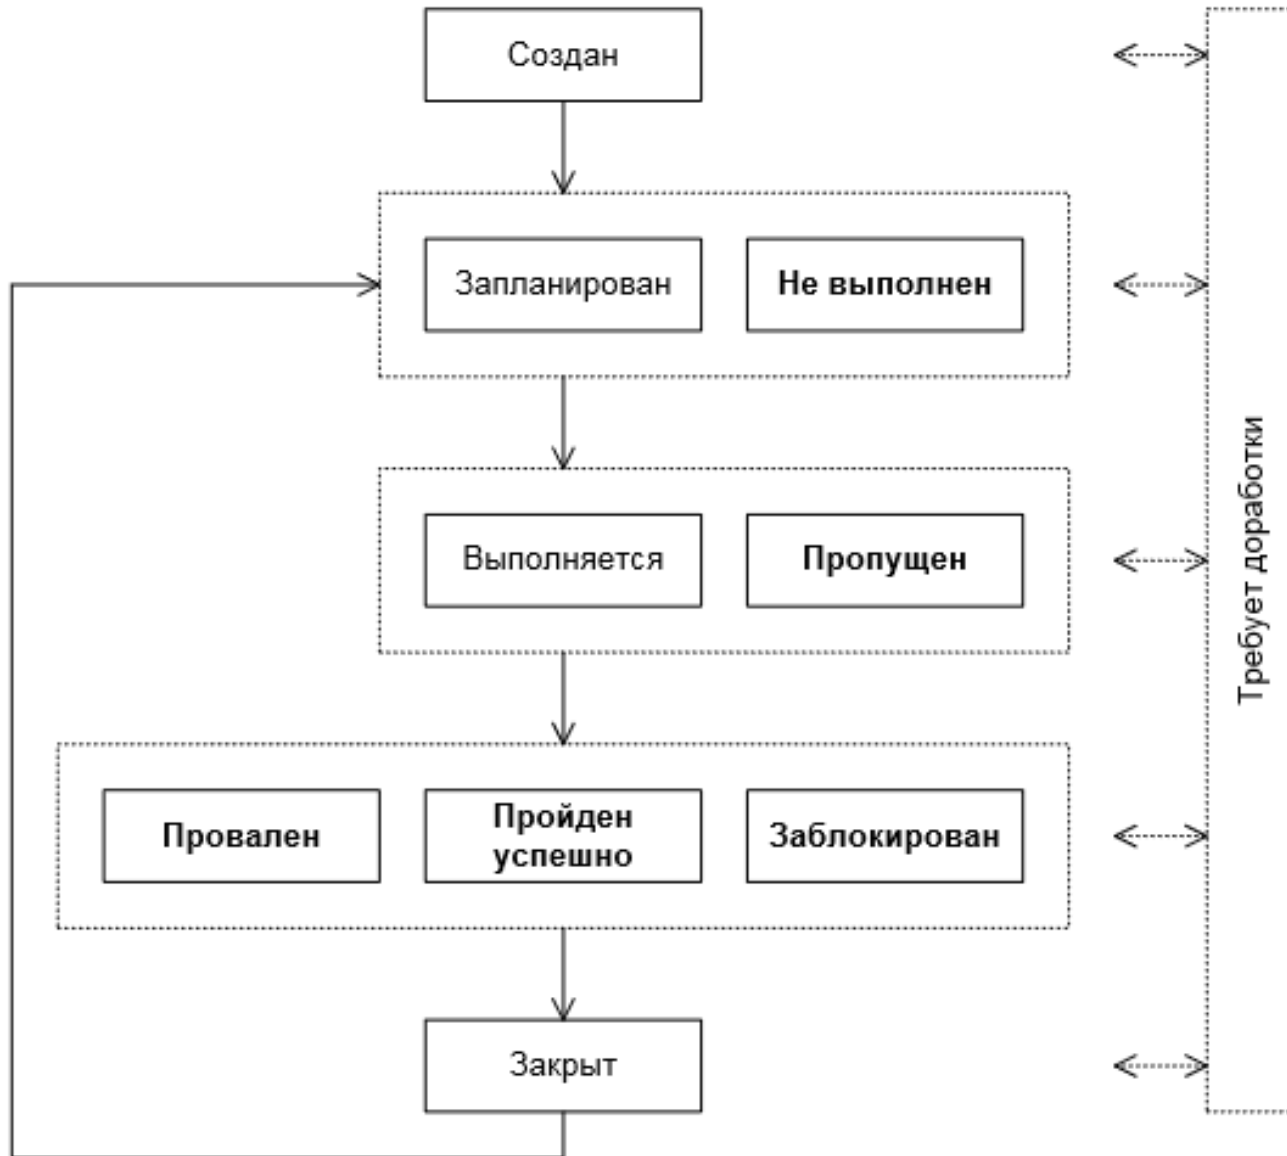 Создан
Запланирован
Не выполнен
Выполняется
Пропущен
Провален
Пройден
успешно
Заблокирован
Закрыт
Требует доработки